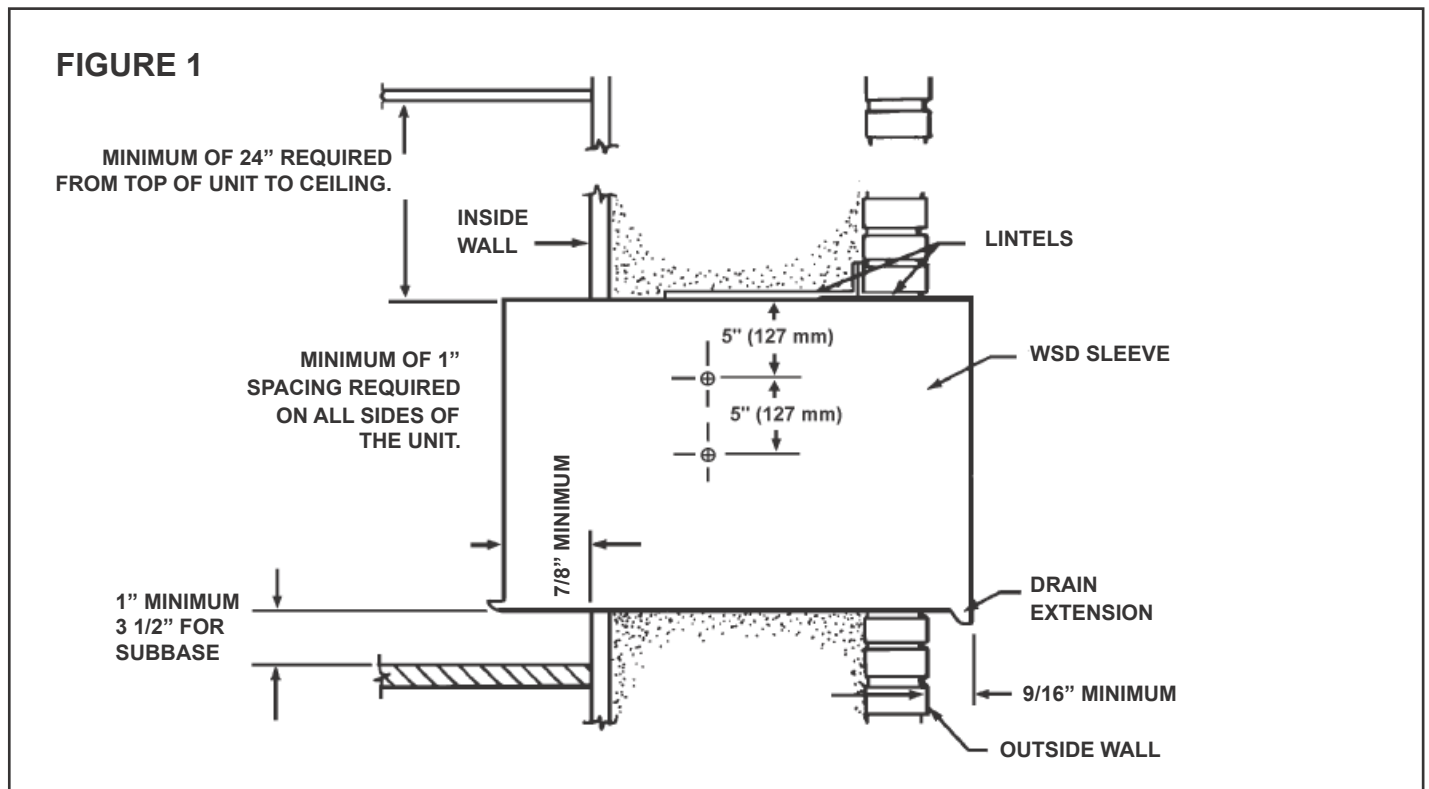 FIGURE 1
MINIMUM OF 24” REQUIRED
FROM TOP OF UNIT TO CEILING.
INSIDE
WALL
LINTELS
5" (127 mm)
WSD SLEEVE
MINIMUM OF 1”
SPACING REQUIRED
ON ALL SIDES OF
THE UNIT.
5" (127 mm)
7/8” MINIMUM
1” MINIMUM
3 1/2” FOR
SUBBASE
DRAIN
EXTENSION
9/16” MINIMUM
OUTSIDE WALL